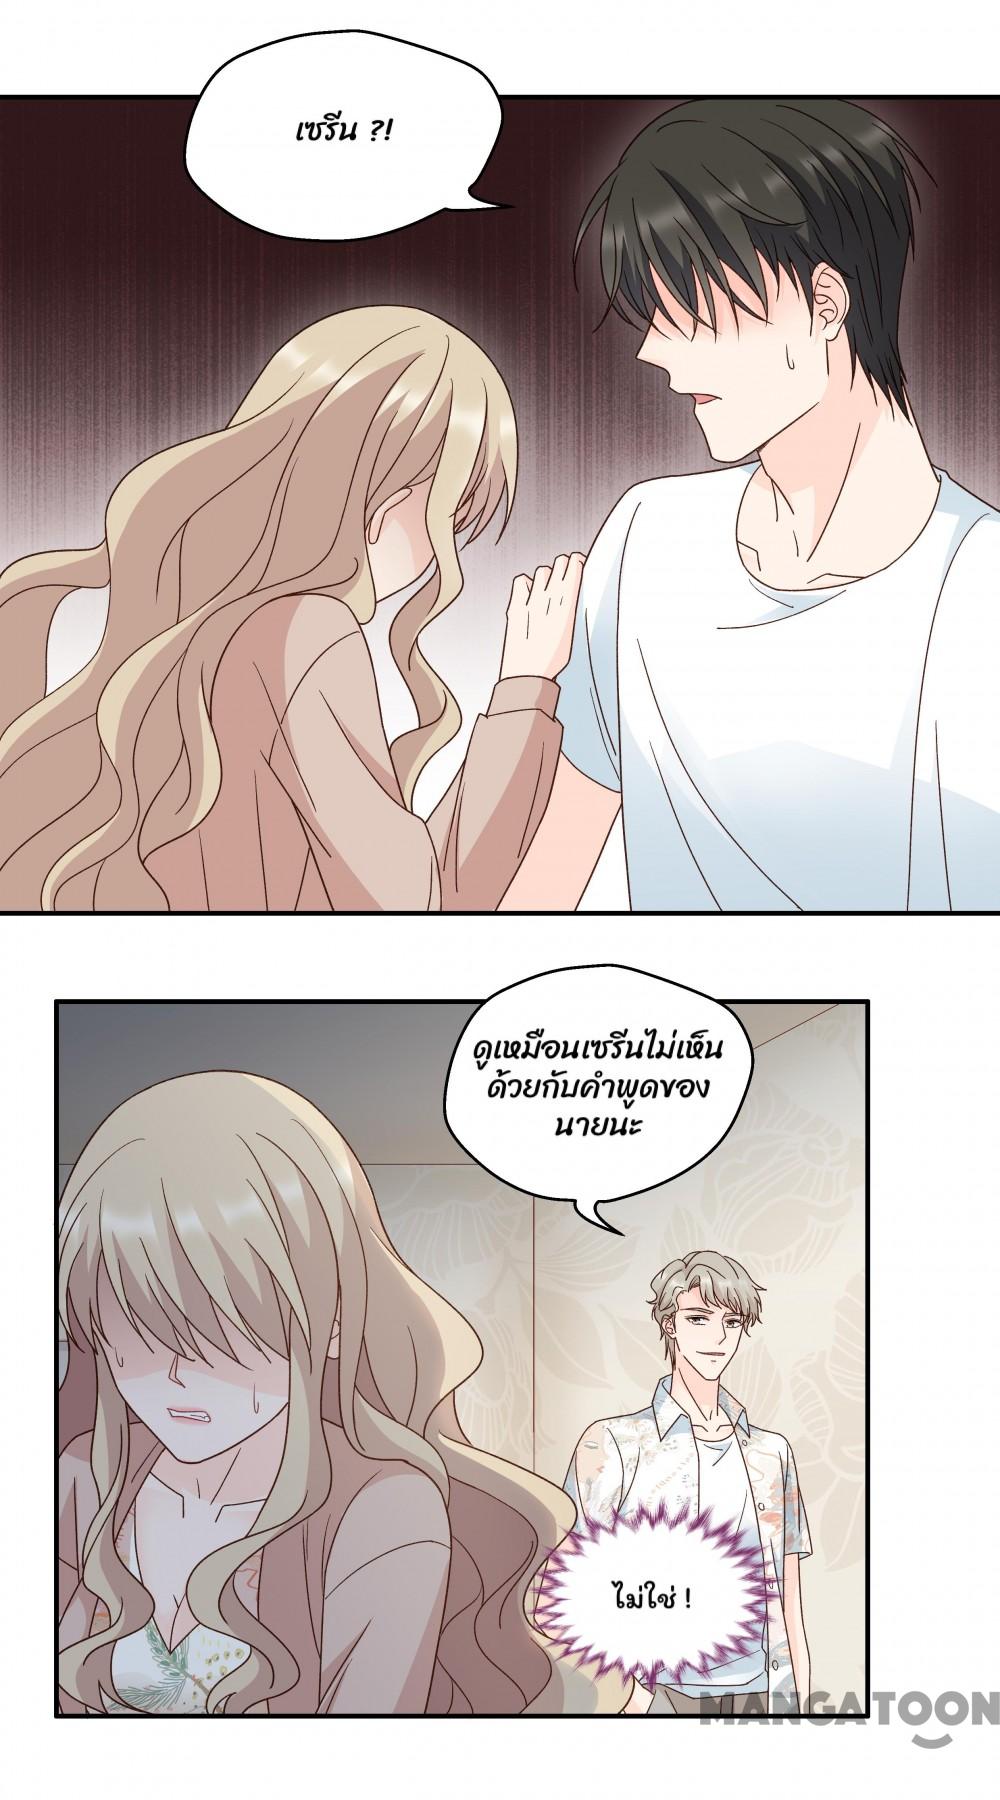 เซรีน ?!
ดูเหมือนเซรีนไม่เห็น
ด้วยกับคำพูดของ
นายนะ
ไม่ใช่ !
MANGATOON